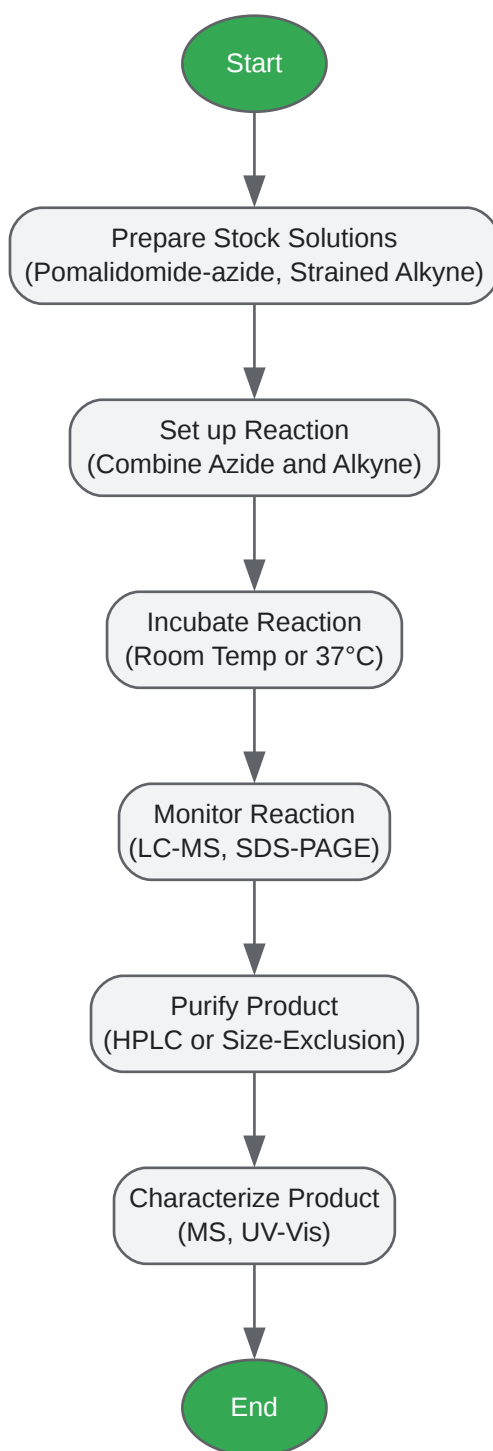 Start
Prepare Stock Solutions
(Pomalidomide-azide, Strained Alkyne)
Set up Reaction
(Combine Azide and Alkyne)
Incubate Reaction
(Room Temp or 37°C)
Monitor Reaction
(LC-MS, SDS-PAGE)
Purify Product
(HPLC or Size-Exclusion)
Characterize Product
(MS, UV-Vis)
End